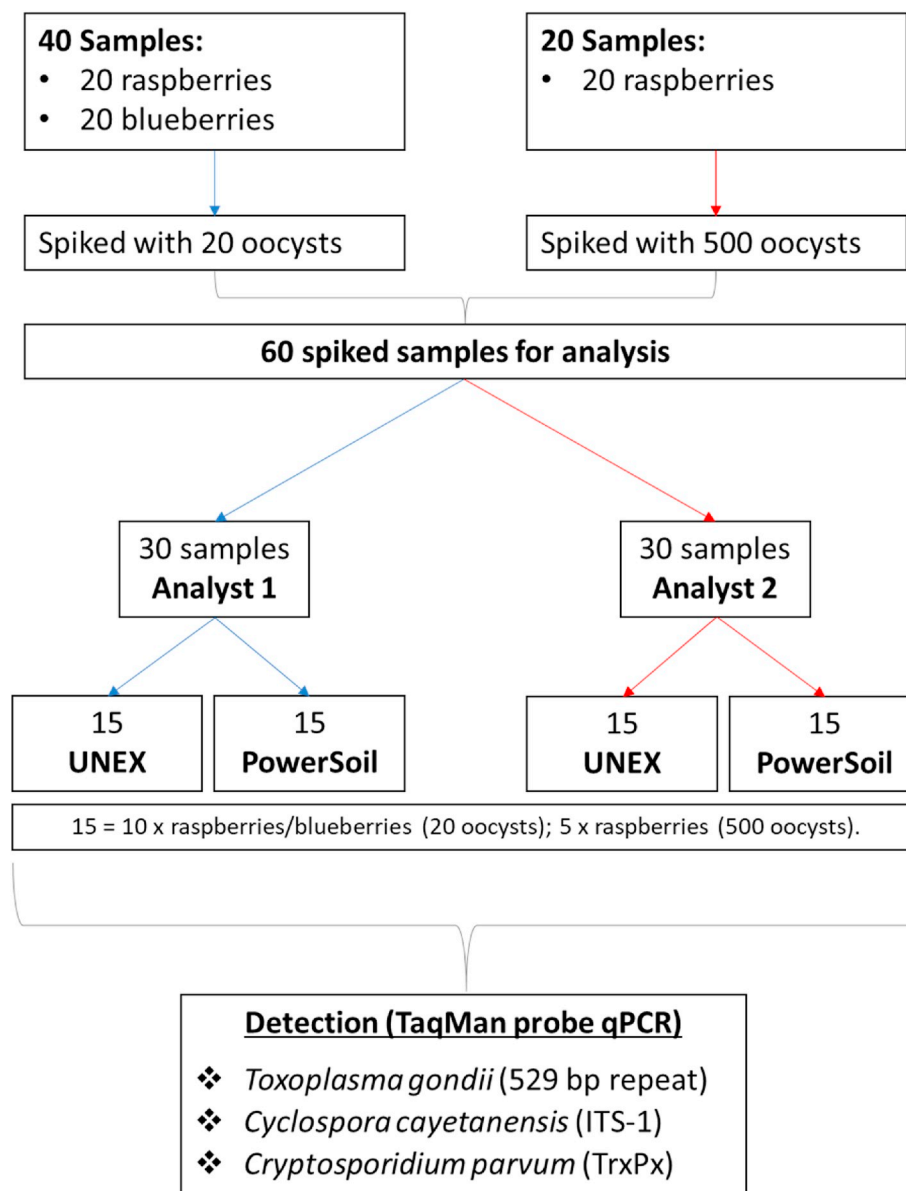 40 Samples:
• 20 raspberries
• 20 blueberries
20 Samples:
• 20 raspberries
Spiked with 20 oocysts
Spiked with 500 oocysts
60 spiked samples for analysis
30 samples
Analyst 1
30 samples
Analyst 2
15
UNEX
15
PowerSoil
15
UNEX
15
PowerSoil
15 = 10 x raspberries/blueberries (20 oocysts); 5 x raspberries (500 oocysts).
Detection (TaqMan probe qPCR)
❖ Toxoplasma gondii (529 bp repeat)
❖ Cyclospora cayetanensis (ITS-1)
❖ Cryptosporidium parvum (TrxPx)